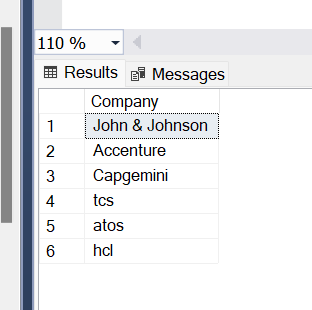 110 %
Results Messages
Company
1 John & Johnson
2 Accenture
3 Capgemini
4 tcs
5 atos
6 hcl